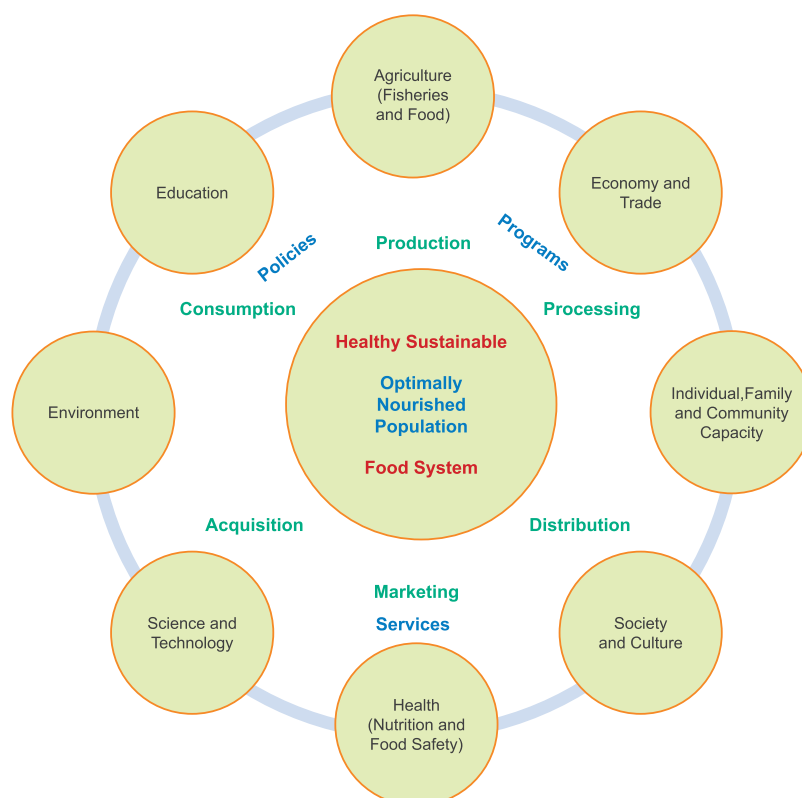 Agriculture
(Fisheries
and Food)
Education
Economy and
Trade
Policies
Production
Programs
Consumption
Processing
Healthy Sustainable
Optimally
Nourished
Population
Food System
Environment
Individual,Family
and Community
Capacity
Acquisition
Distribution
Marketing
Services
Science and
Technology
Society
and Culture
Health
(Nutrition and
Food Safety)